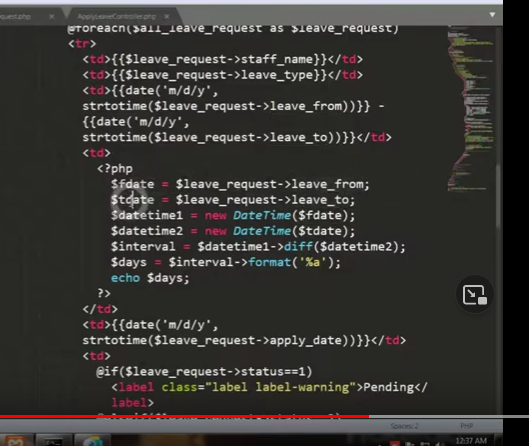 quest.php × ApplyLeaveController.php ×
@foreach($all_leave_request as $leave_request)
<tr>
<td>{{$leave_request->staff_name}}</td>
<td>{{$leave_request->leave_type}}</td>
<td>{{date('m/d/y',
strtotime($leave_request->leave_from))}} -
{{date('m/d/y',
strtotime($leave_request->leave_to))}}</td>
<td>
<?php
$fdate = $leave_request->leave_from;
$tdate = $leave_request->leave_to;
$datetime1 = new DateTime($fdate);
$datetime2 = new DateTime($tdate);
$interval = $datetime1->diff($datetime2);
$days = $interval->format('%a');
echo $days;
?>
</td>
<td>{{date('m/d/y',
strtotime($leave_request->apply_date))}}</td>
<td>
@if($leave_request->status==1)
<label class="label label-warning">Pending</
label>
Spaces: 2 PHP
12:37 AM